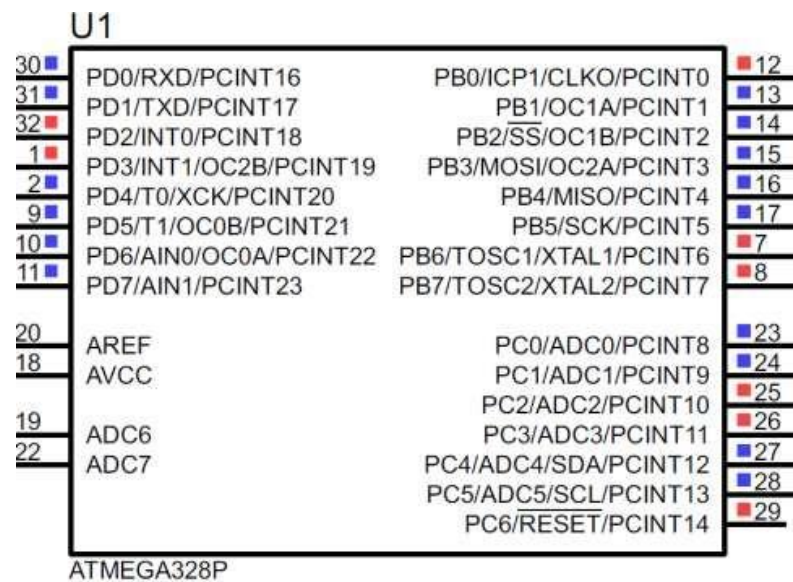 U1
30 PD0/RXD/PCINT16 PB0/ICP1/CLKO/PCINT0 12
31 PD1/TXD/PCINT17 PB1/OC1A/PCINT1 13
32 PD2/INT0/PCINT18 PB2/SS/OC1B/PCINT2 14
1 PD3/INT1/OC2B/PCINT19 PB3/MOSI/OC2A/PCINT3 15
2 PD4/T0/XCK/PCINT20 PB4/MISO/PCINT4 16
9 PD5/T1/OC0B/PCINT21 PB5/SCK/PCINT5 17
10 PD6/AIN0/OC0A/PCINT22 PB6/TOSC1/XTAL1/PCINT6 7
11 PD7/AIN1/PCINT23 PB7/TOSC2/XTAL2/PCINT7 8
20 AREF PC0/ADC0/PCINT8 23
18 AVCC PC1/ADC1/PCINT9 24
PC2/ADC2/PCINT10 25
19 ADC6 PC3/ADC3/PCINT11 26
22 ADC7 PC4/ADC4/SDA/PCINT12 27
PC5/ADC5/SCL/PCINT13 28
PC6/RESET/PCINT14 29
ATMEGA328P